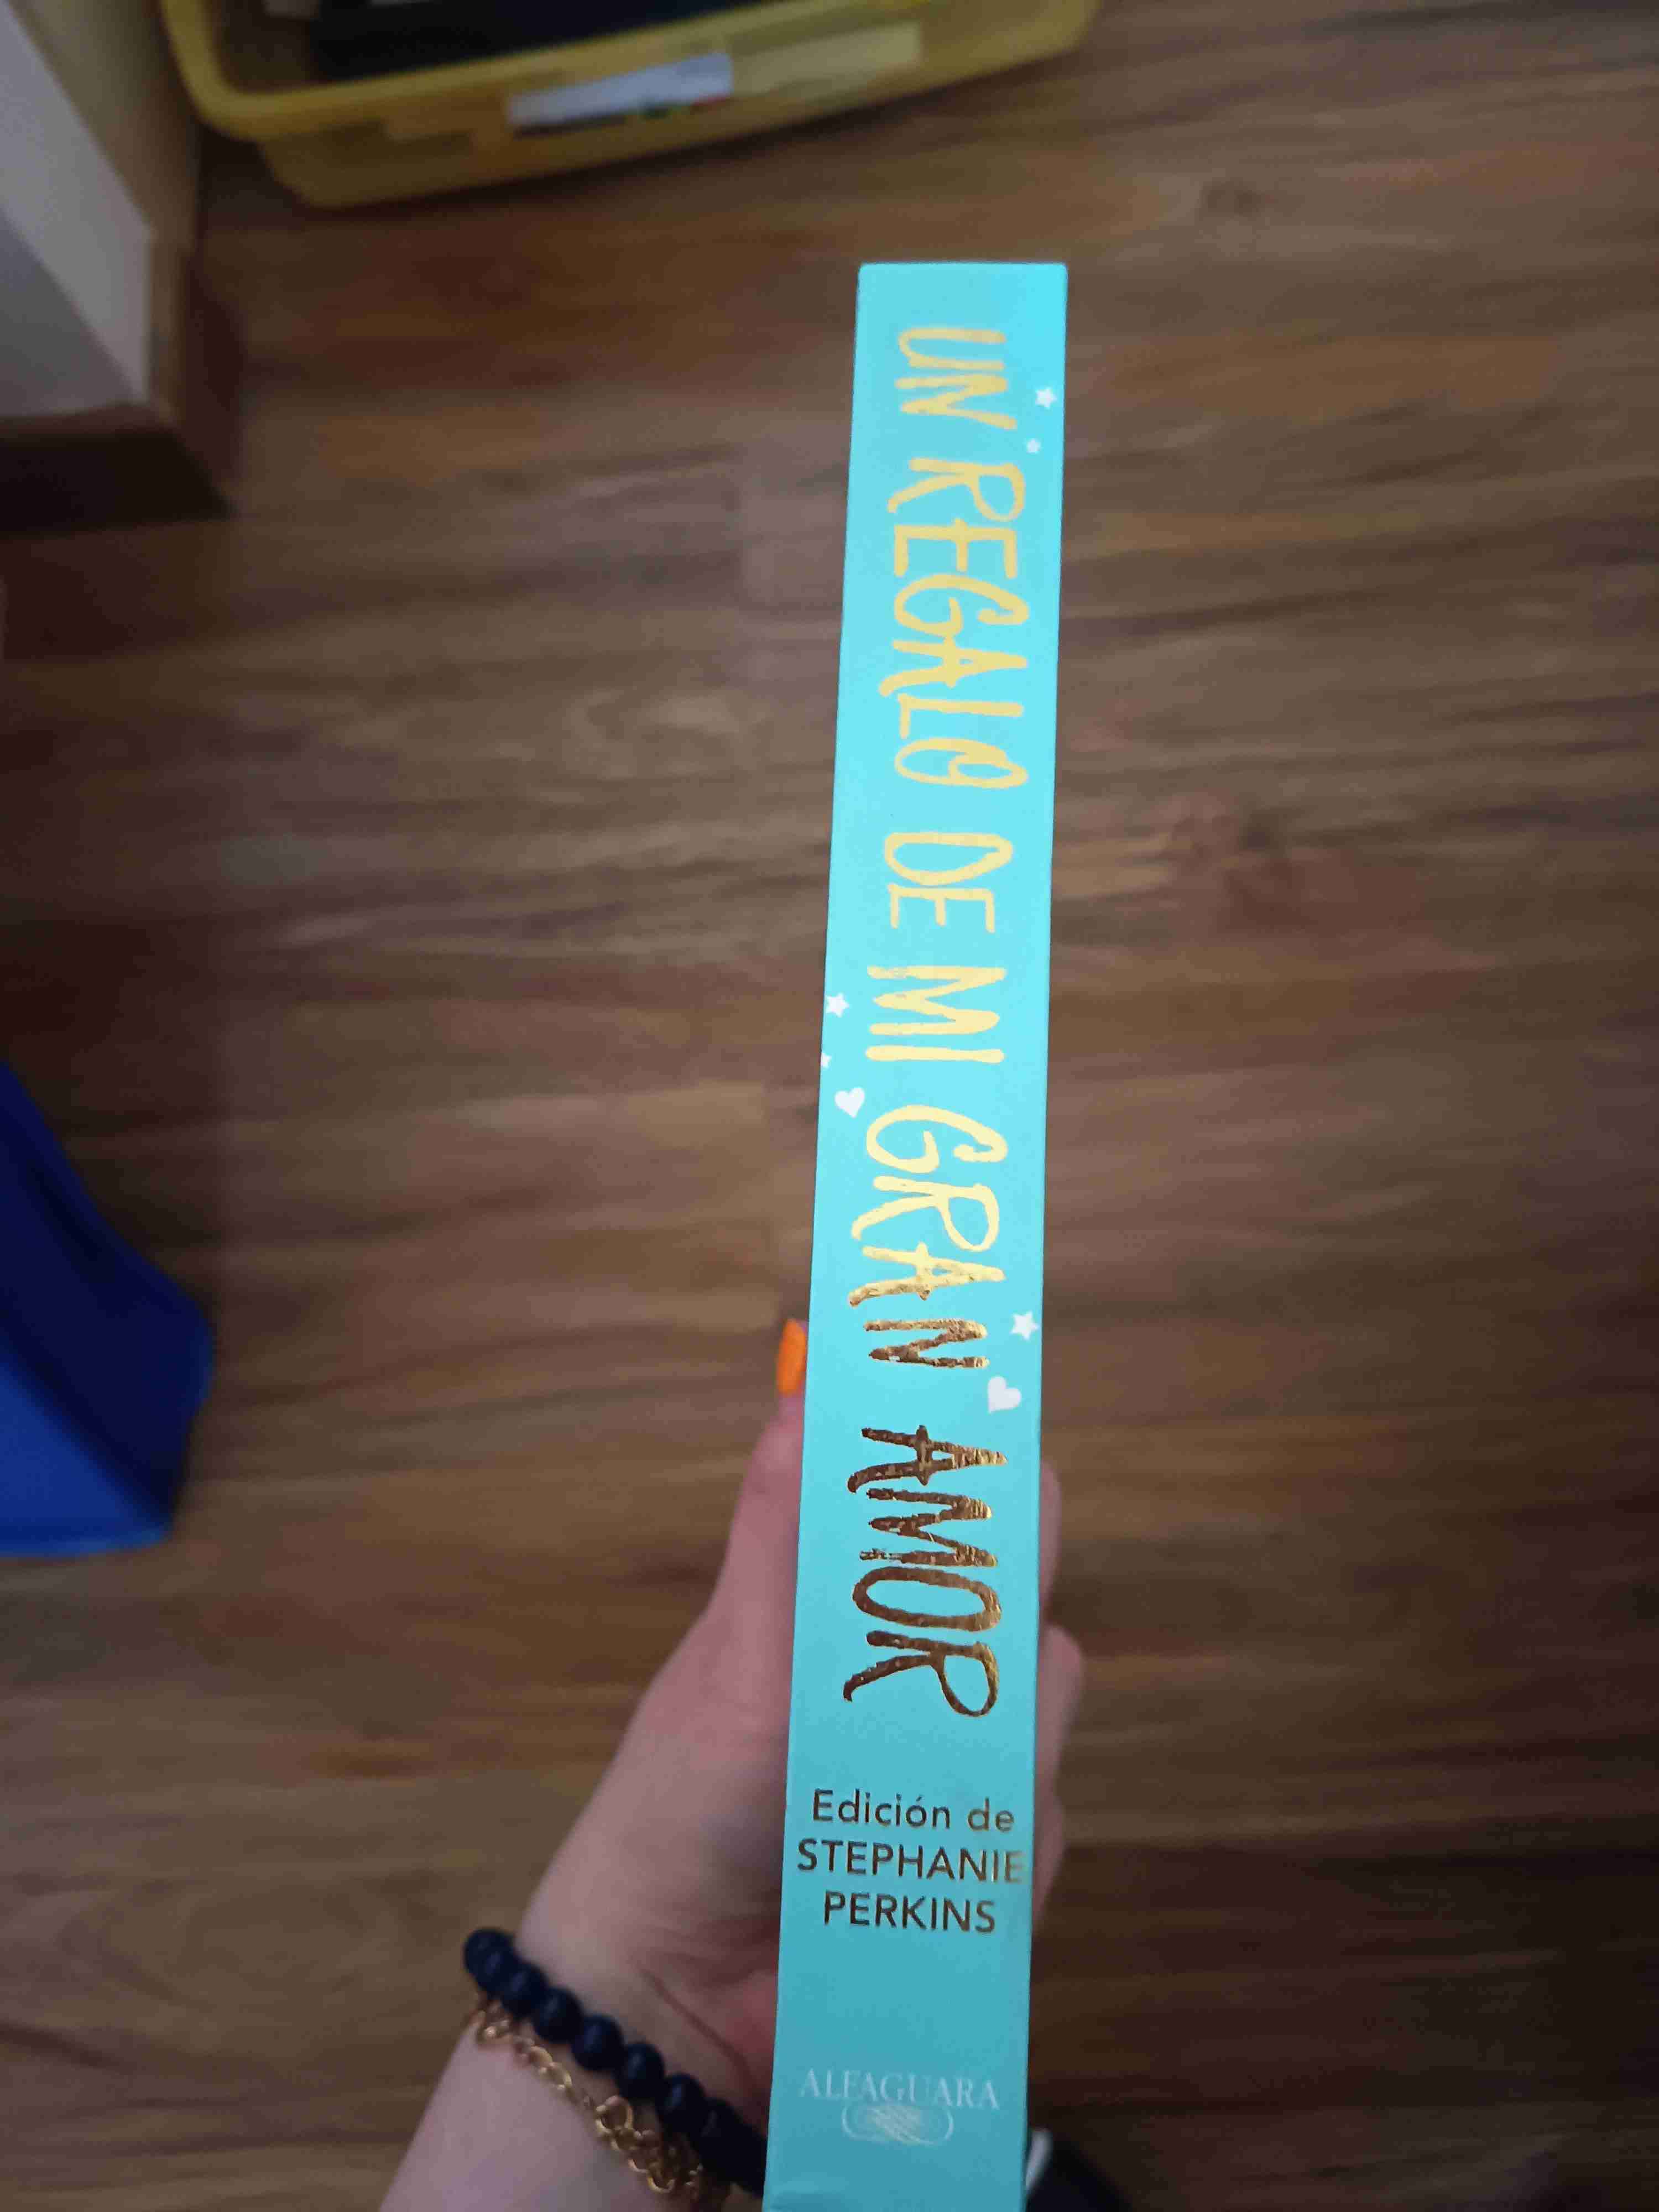 UN REGALO DE MI GRAN AMOR
Edición de
STEPHANIE
PERKINS
ALFAGUARA